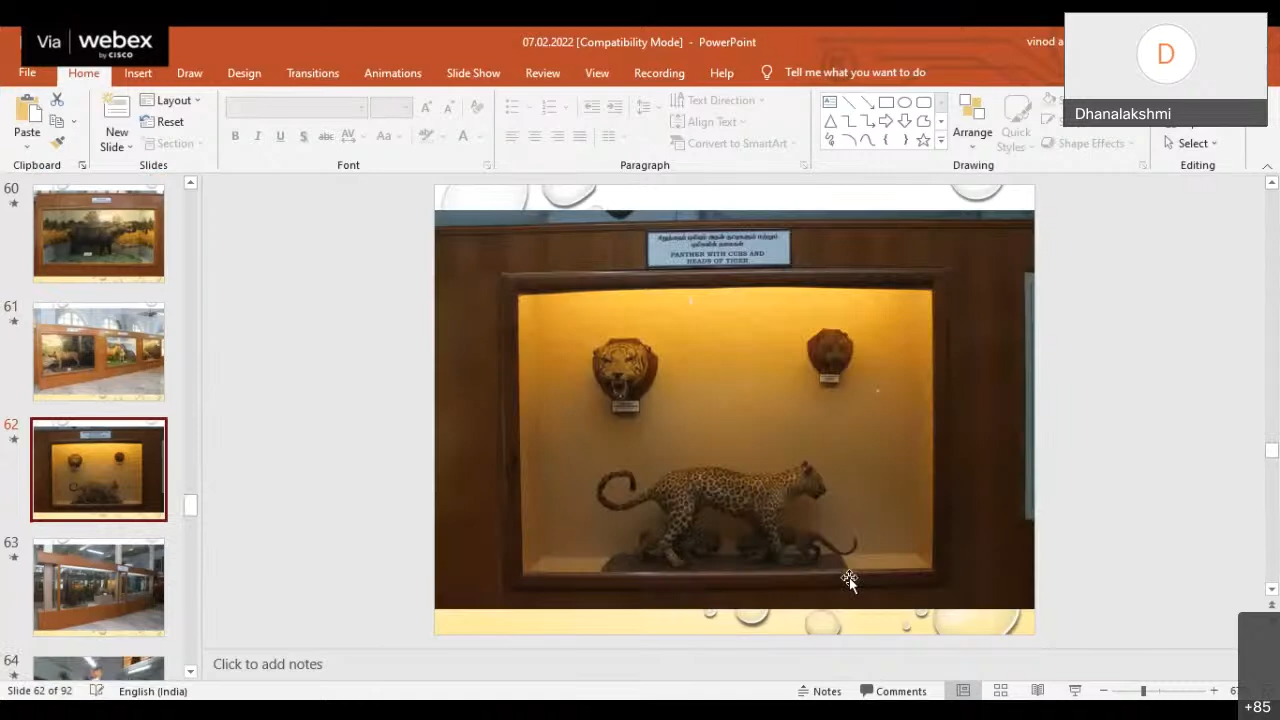 Via webex
by CISCO
07.02.2022 [Compatibility Mode] - PowerPoint
vinod a
D
Dhanalakshmi
File Home Insert Draw Design Transitions Animations Slide Show Review View Recording Help Tell me what you want to do
Paste
New
Slide
Layout
Reset
Section
B I U S abc AV Aa A
Text Direction
Align Text
Convert to SmartArt
Arrange
Quick
Styles
Shape Effects
Select
Clipboard Slides Font Paragraph Drawing Editing
60
61
62
63
64
PANTHER WITH CUBS AND
HEADS OF TIGER
Click to add notes
Slide 62 of 92 English (India) Notes Comments
+85